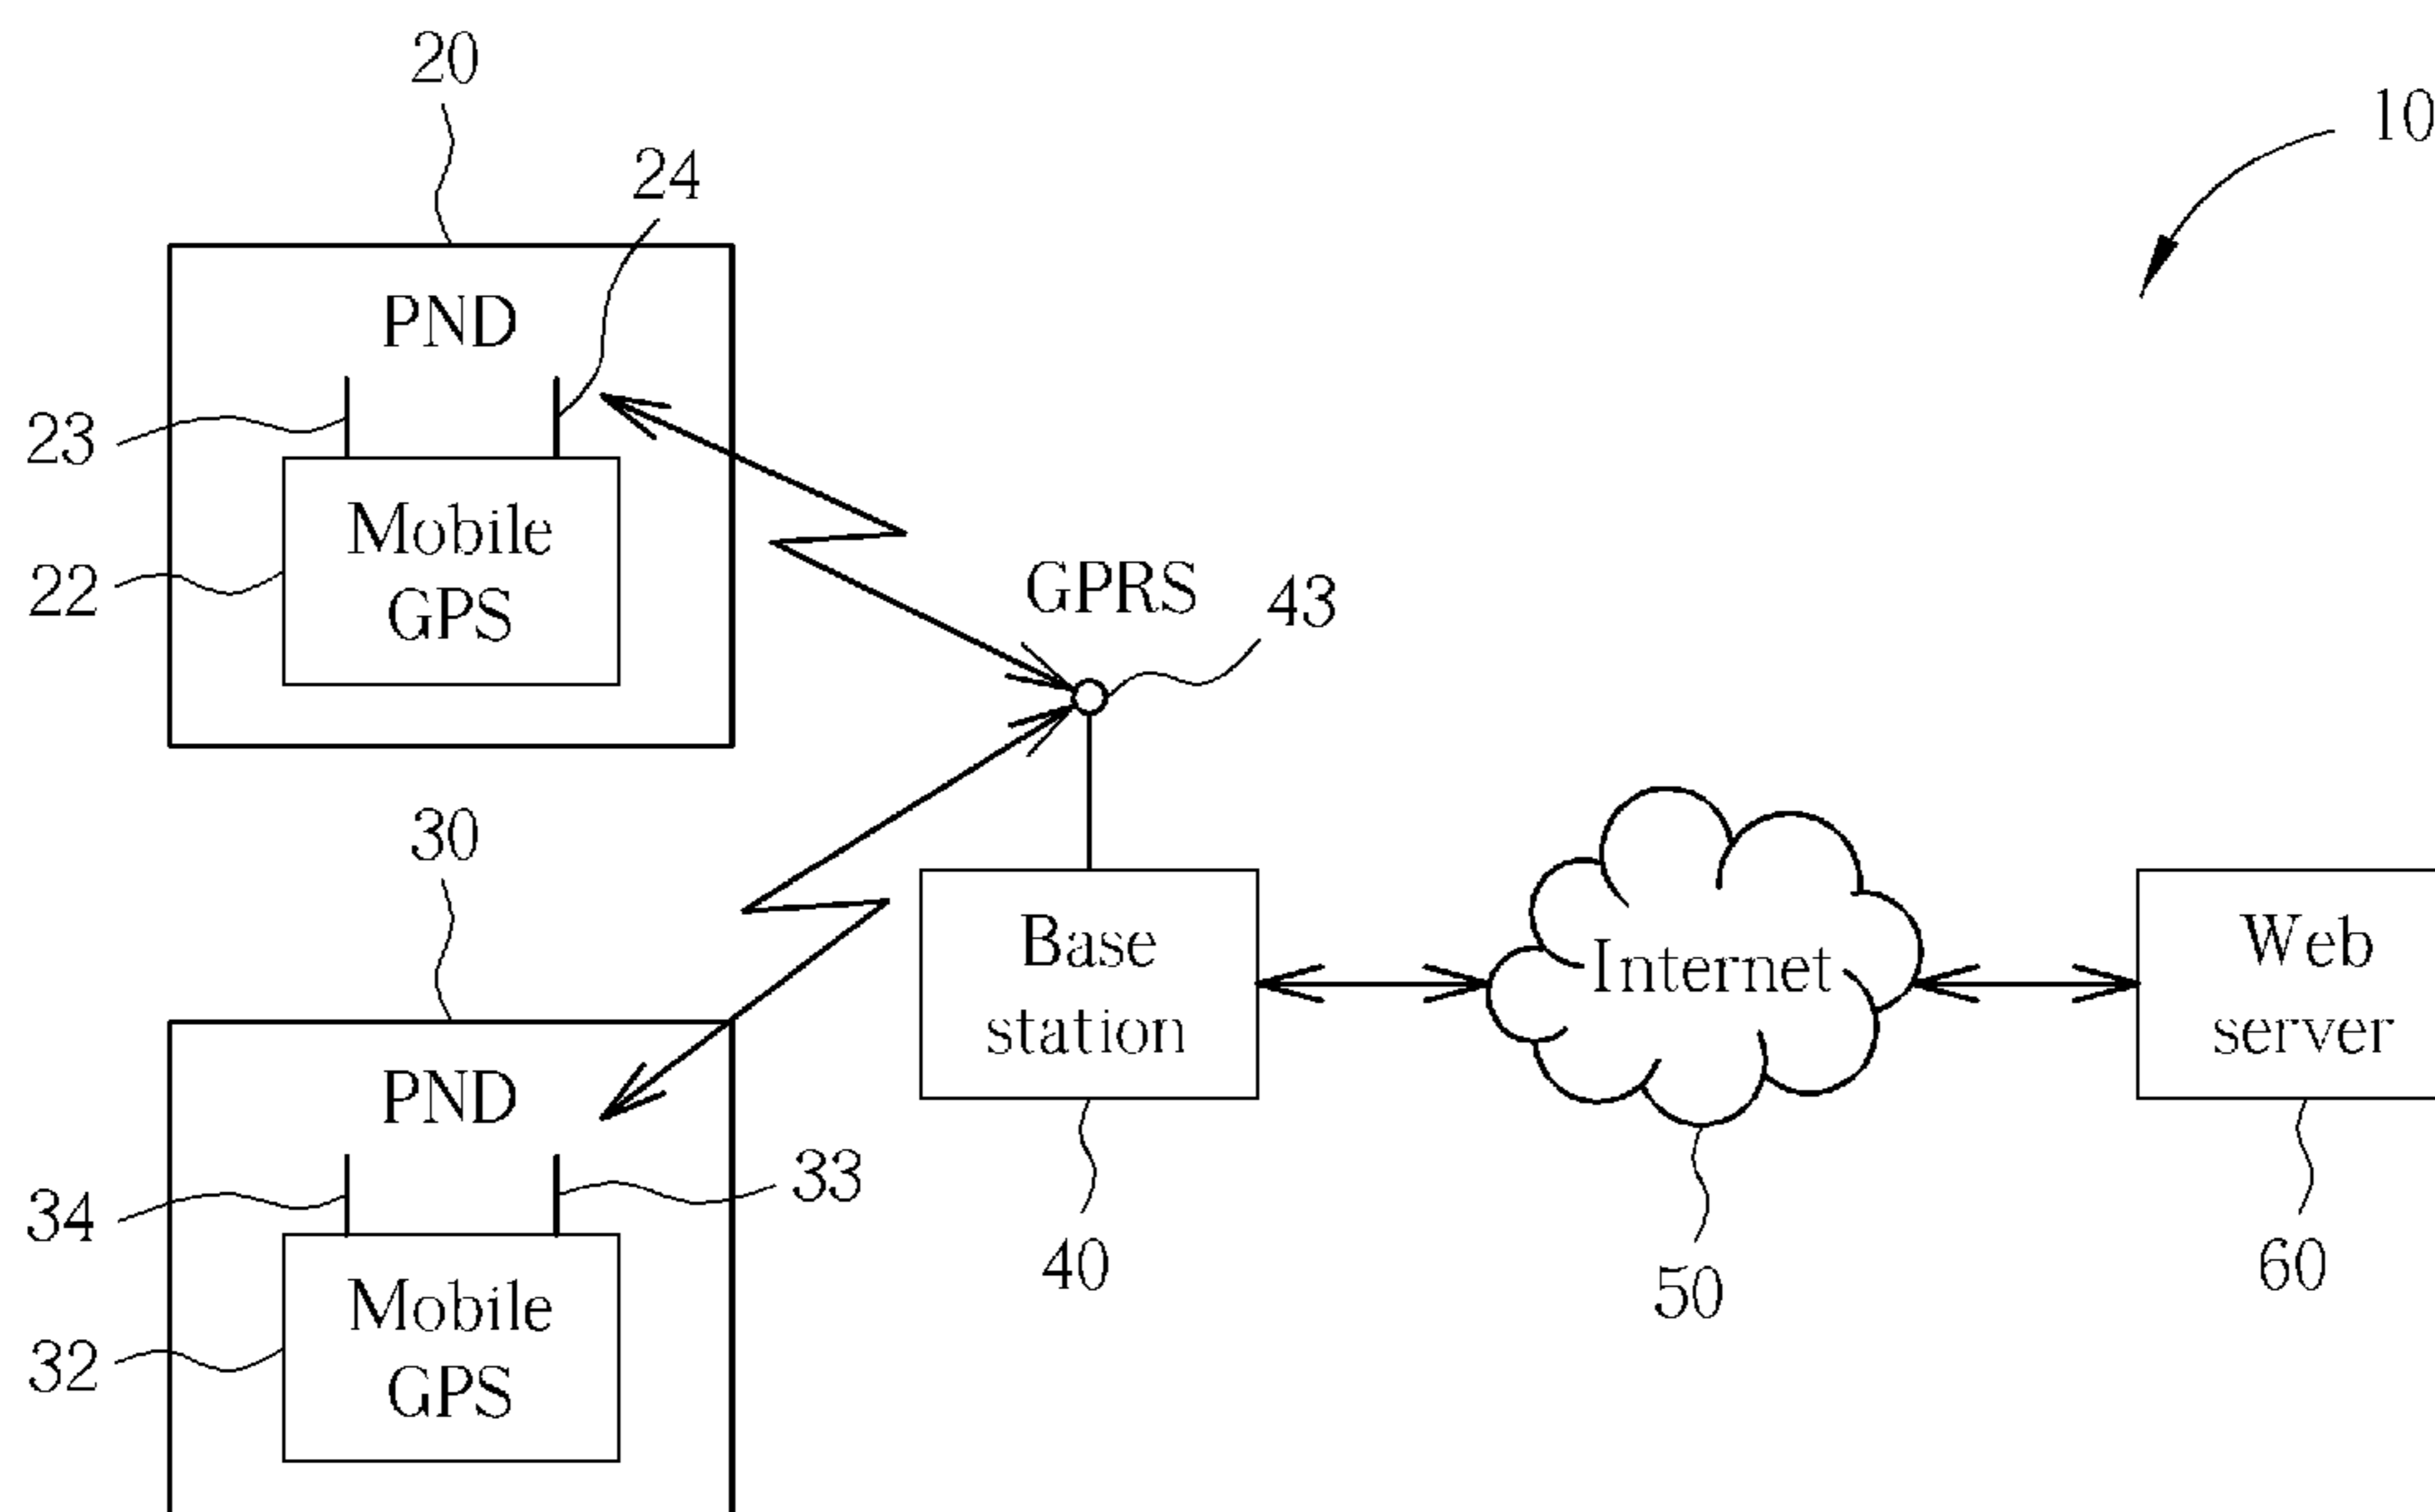 20
10
24
PND
23
Mobile
GPS
22
GPRS
43
30
Base
station
Internet
Web
server
PND
34
33
40
50
60
Mobile
GPS
32